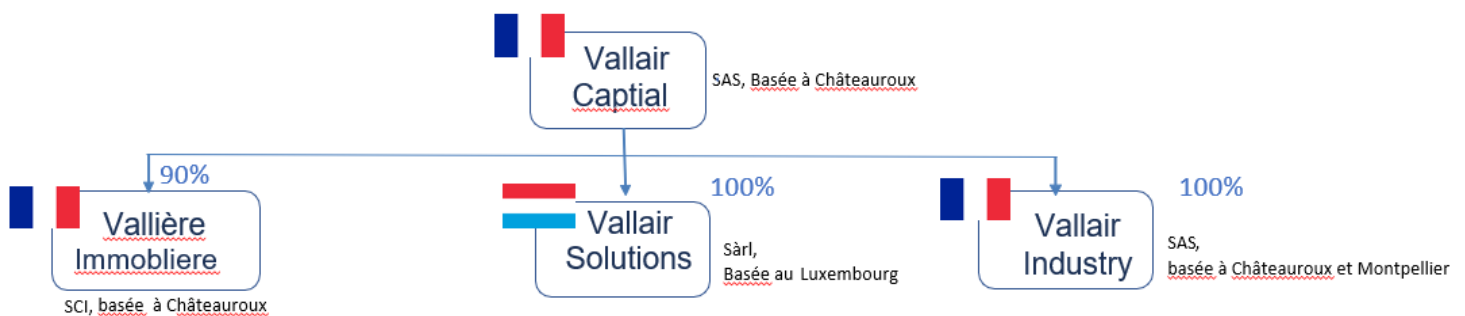 Vallair
Captial
SAS, Basée à Châteauroux
90%
Vallière
Immobliere
SCI, basée à Châteauroux
100%
Vallair
Solutions
Sàrl,
Basée au Luxembourg
100%
Vallair
Industry
SAS,
basée à Châteauroux et Montpellier